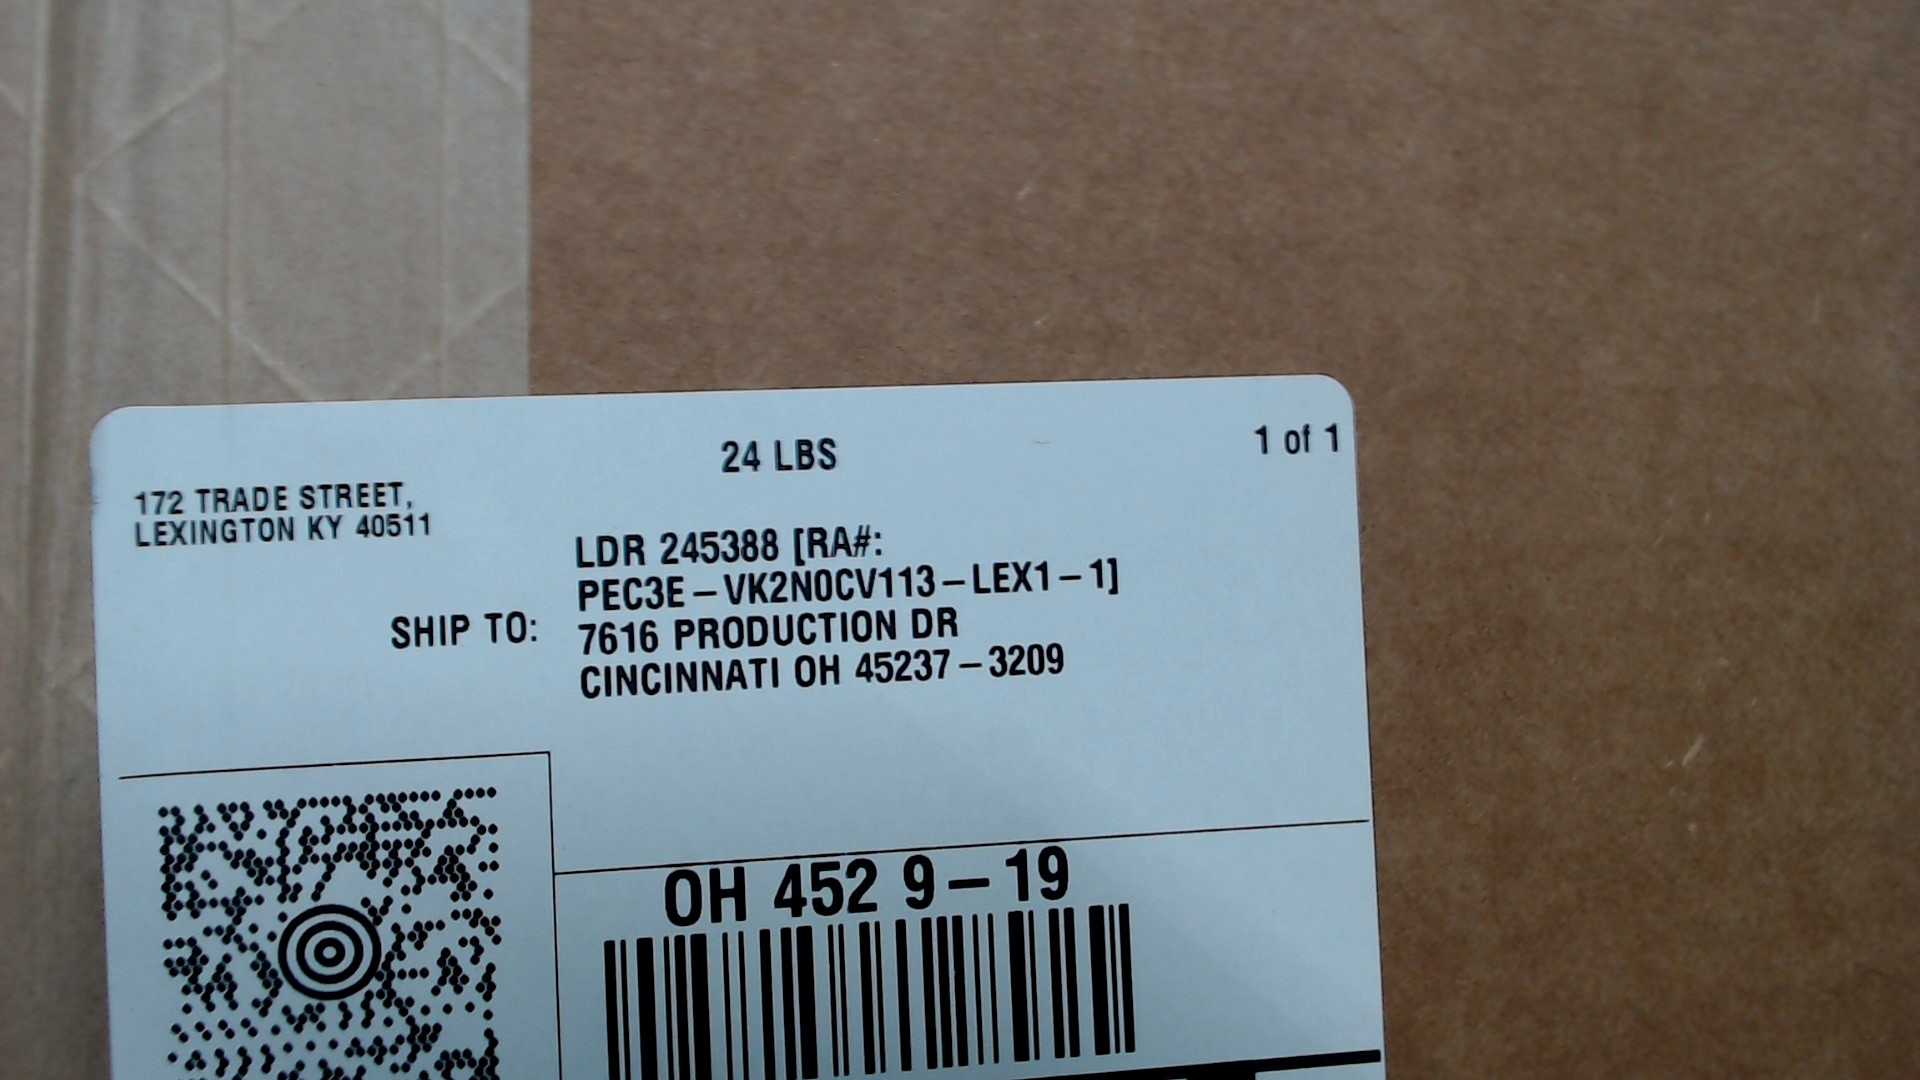 24 LBS
1 of 1
172 TRADE STREET,
LEXINGTON KY 40511
LDR 245388 [RA#:
PEC3E-VK2N0CV113-LEX1-1]
SHIP TO: 7616 PRODUCTION DR
CINCINNATI OH 45237-3209
OH 452 9-19